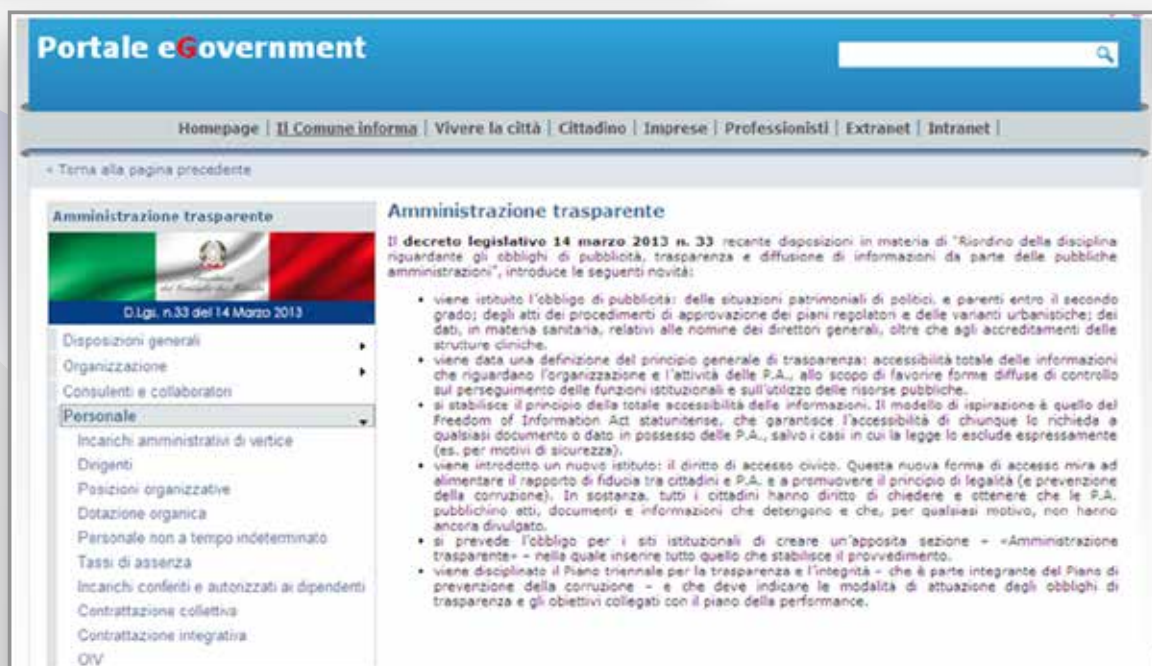 Portale eGovernment
Homepage | Il Comune informa | Vivere la città | Cittadino | Imprese | Professionisti | Extranet | Intranet |
« Torna alla pagina precedente
Amministrazione trasparente
D.Lgs. n.33 del 14 Marzo 2013
Disposizioni generali
Organizzazione
Consulenti e collaboratori
Personale
Incarichi amministrativi di vertice
Dirigenti
Posizioni organizzative
Dotazione organica
Personale non a tempo indeterminato
Tassi di assenza
Incarichi conferiti e autorizzati ai dipendenti
Contrattazione collettiva
Contrattazione integrativa
OIV
Amministrazione trasparente
Il decreto legislativo 14 marzo 2013 n. 33 recante disposizioni in materia di "Riordino della disciplina
riguardante gli obblighi di pubblicità, trasparenza e diffusione di informazioni da parte delle pubbliche
amministrazioni", introduce le seguenti novità:
• viene istituito l'obbligo di pubblicità: delle situazioni patrimoniali di politici, e parenti entro il secondo
grado; degli atti dei procedimenti di approvazione dei piani regolatori e delle varianti urbanistiche; dei
dati, in materia sanitaria, relativi alle nomine dei direttori generali, oltre che agli accreditamenti delle
strutture cliniche.
• viene data una definizione del principio generale di trasparenza: accessibilità totale delle informazioni
che riguardano l'organizzazione e l'attività delle P.A., allo scopo di favorire forme diffuse di controllo
sul perseguimento delle funzioni istituzionali e sull'utilizzo delle risorse pubbliche.
• si stabilisce il principio della totale accessibilità delle informazioni. Il modello di ispirazione è quello del
Freedom of Information Act statunitense, che garantisce l'accessibilità di chiunque lo richieda a
qualsiasi documento o dato in possesso delle P.A., salvo i casi in cui la legge lo esclude espressamente
(es. per motivi di sicurezza).
• viene introdotto un nuovo istituto: il diritto di accesso civico. Questa nuova forma di accesso mira ad
alimentare il rapporto di fiducia tra cittadini e P.A. e a promuovere il principio di legalità (e prevenzione
della corruzione). In sostanza, tutti i cittadini hanno diritto di chiedere e ottenere che le P.A.
pubblichino atti, documenti e informazioni che detengono e che, per qualsiasi motivo, non hanno
ancora divulgato.
• si prevede l'obbligo per i siti istituzionali di creare un'apposita sezione – «Amministrazione
trasparente» – nella quale inserire tutto quello che stabilisce il provvedimento.
• viene disciplinato il Piano triennale per la trasparenza e l'integrità – che è parte integrante del Piano di
prevenzione della corruzione – e che deve indicare le modalità di attuazione degli obblighi di
trasparenza e gli obiettivi collegati con il piano della performance.